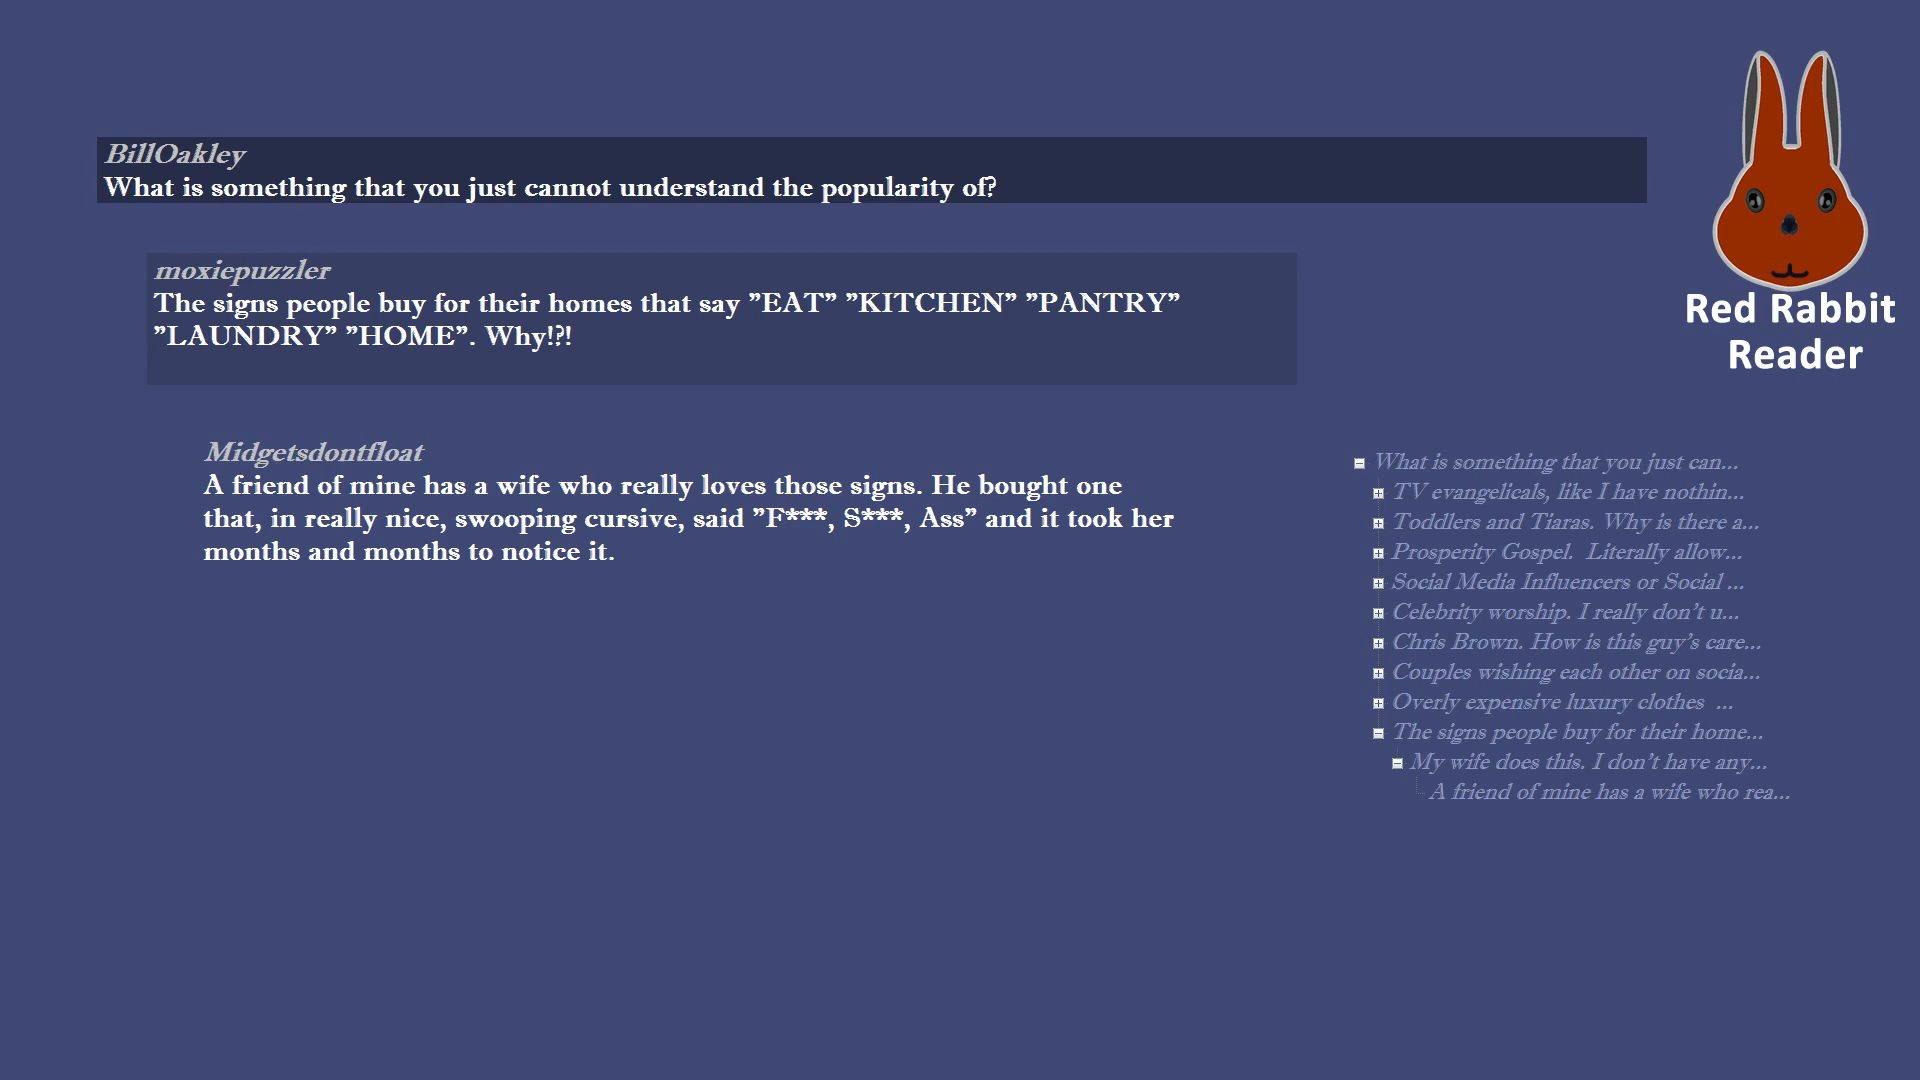 BillOakley
What is something that you just cannot understand the popularity of?
moxiepuzzler
The signs people buy for their homes that say ”EAT” ”KITCHEN” ”PANTRY”
”LAUNDRY” ”HOME”. Why!?!
Midgetsdontfloat
A friend of mine has a wife who really loves those signs. He bought one
that, in really nice, swooping cursive, said ”F***, S***, Ass” and it took her
months and months to notice it.
Red Rabbit
Reader
What is something that you just can...
TV evangelicals, like I have nothin...
Toddlers and Tiaras. Why is there a...
Prosperity Gospel.  Literally allow...
Social Media Influencers or Social ...
Celebrity worship. I really don’t u...
Chris Brown. How is this guy’s care...
Couples wishing each other on socia...
Overly expensive luxury clothes  ...
The signs people buy for their home...
My wife does this. I don’t have any...
A friend of mine has a wife who rea...